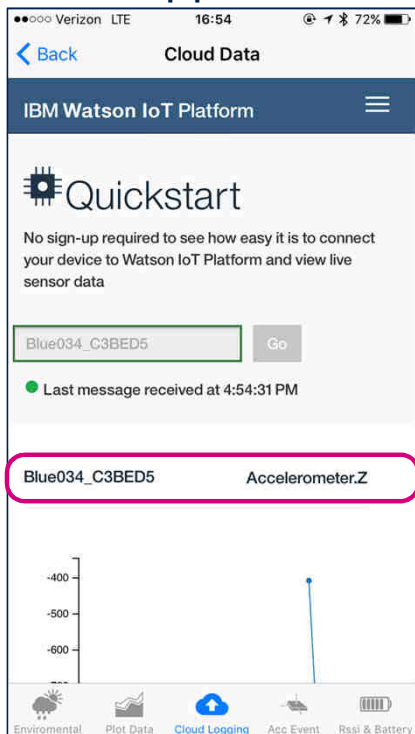 ●●○○○ Verizon LTE 16:54 72%
Back Cloud Data
IBM Watson IoT Platform
Quickstart
No sign-up required to see how easy it is to connect
your device to Watson IoT Platform and view live
sensor data
Blue034_C3BED5 Go
Last message received at 4:54:31 PM
Blue034_C3BED5 Accelerometer.Z
-400
-500
-600
Enviromental Plot Data Cloud Logging Acc Event Rssi & Battery